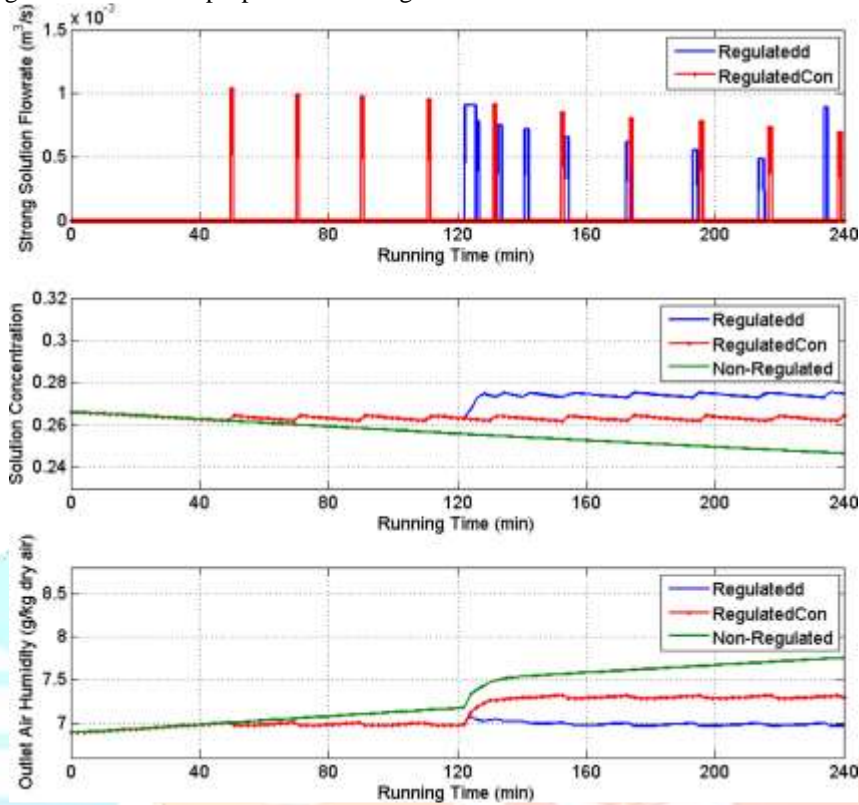 Strong Solution Flowrate (m³/s)
1.5 x 10⁻³
1
0.5
0
Regulatedd
RegulatedCon
0 40 80 120 160 200 240
Running Time (min)
Solution Concentration
0.32
0.3
0.28
0.26
0.24
Regulatedd
RegulatedCon
Non-Regulated
0 40 80 120 160 200 240
Running Time (min)
Outlet Air Humidity (g/kg dry air)
8.5
8
7.5
7
Regulatedd
RegulatedCon
Non-Regulated
0 40 80 120 160 200 240
Running Time (min)